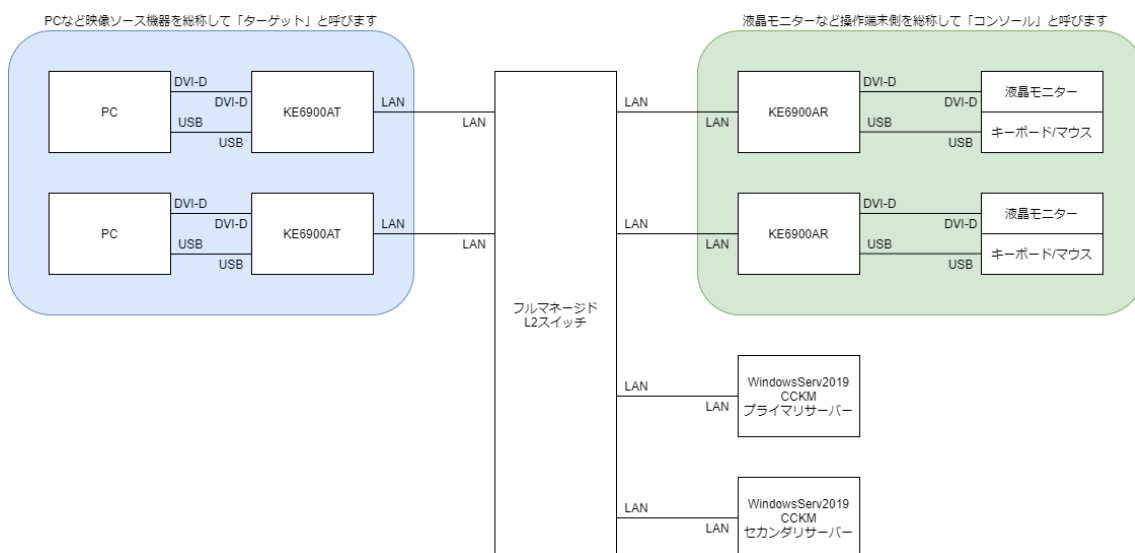 PCなど映像ソース機器を総称して「ターゲット」と呼びます
液晶モニターなど操作端末側を総称して「コンソール」と呼びます
PC
DVI-D
DVI-D
USB
USB
KE6900AT
LAN
LAN
PC
DVI-D
DVI-D
USB
USB
KE6900AT
LAN
LAN
フルマネージド
L2スイッチ
LAN
LAN
KE6900AR
DVI-D
DVI-D
USB
USB
液晶モニター
キーボード/マウス
LAN
LAN
KE6900AR
DVI-D
DVI-D
USB
USB
液晶モニター
キーボード/マウス
LAN
LAN
WindowsServ2019
CCKM
プライマリサーバー
LAN
LAN
WindowsServ2019
CCKM
セカンダリサーバー